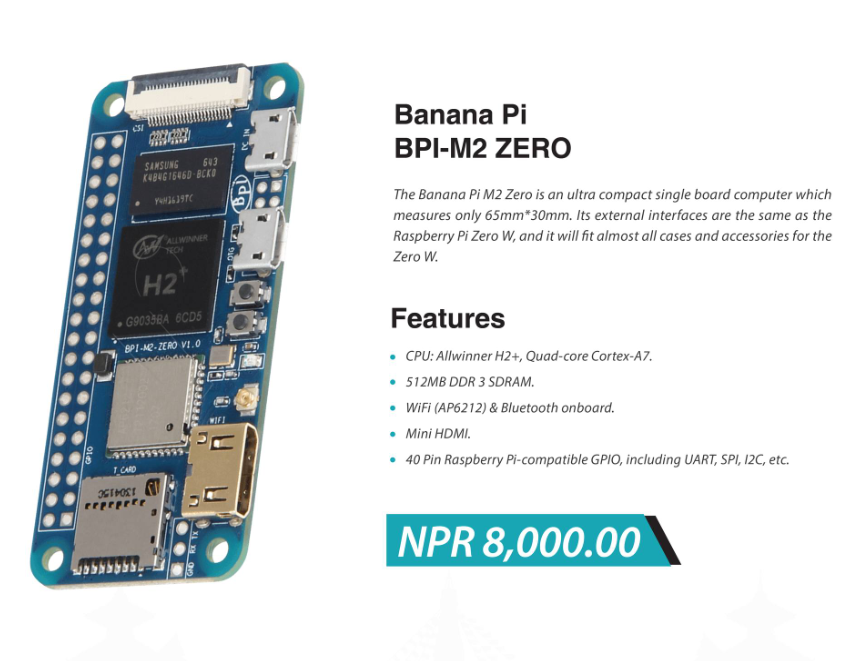 CSI
DC IN
SAMSUNG 643
K4B4G1646D-BCK0
Y4H1619TC
Bpi
OTG
ALLWINNER
TECH
H2+
G9035BA 6CD5
BPI-M2-ZERO V1.0
WIFI
GPIO
T_CARD
130415C
GND RX TX
Banana Pi
BPI-M2 ZERO
The Banana Pi M2 Zero is an ultra compact single board computer which
measures only 65mm*30mm. Its external interfaces are the same as the
Raspberry Pi Zero W, and it will fit almost all cases and accessories for the
Zero W.
Features
• CPU: Allwinner H2+, Quad-core Cortex-A7.
• 512MB DDR 3 SDRAM.
• WiFi (AP6212) & Bluetooth onboard.
• Mini HDMI.
• 40 Pin Raspberry Pi-compatible GPIO, including UART, SPI, I2C, etc.
NPR 8,000.00